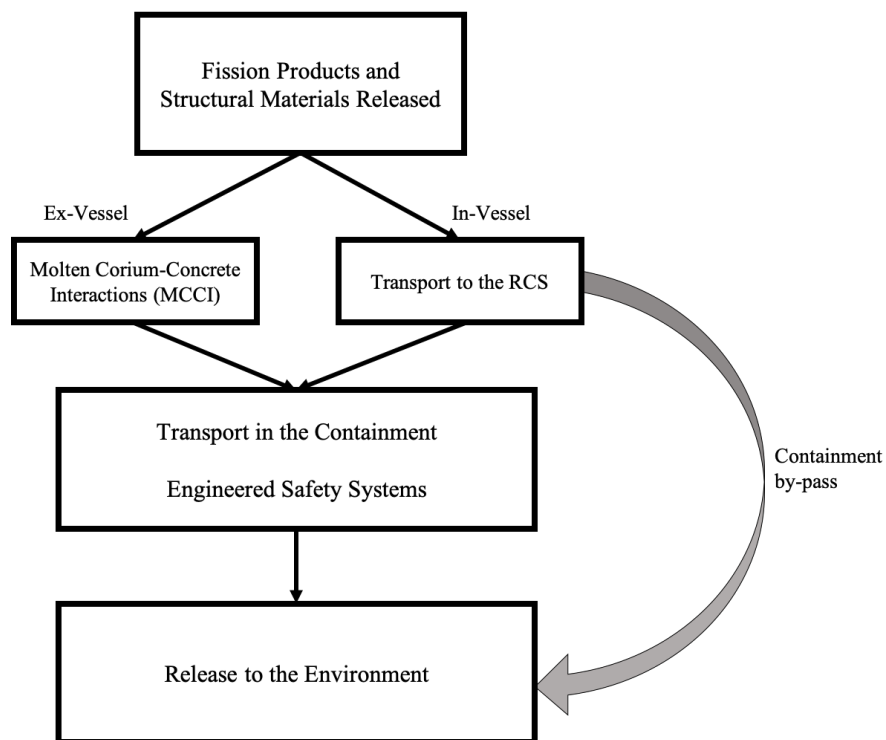 Fission Products and
Structural Materials Released
Ex-Vessel
In-Vessel
Molten Corium-Concrete
Interactions (MCCI)
Transport to the RCS
Transport in the Containment
Engineered Safety Systems
Containment
by-pass
Release to the Environment